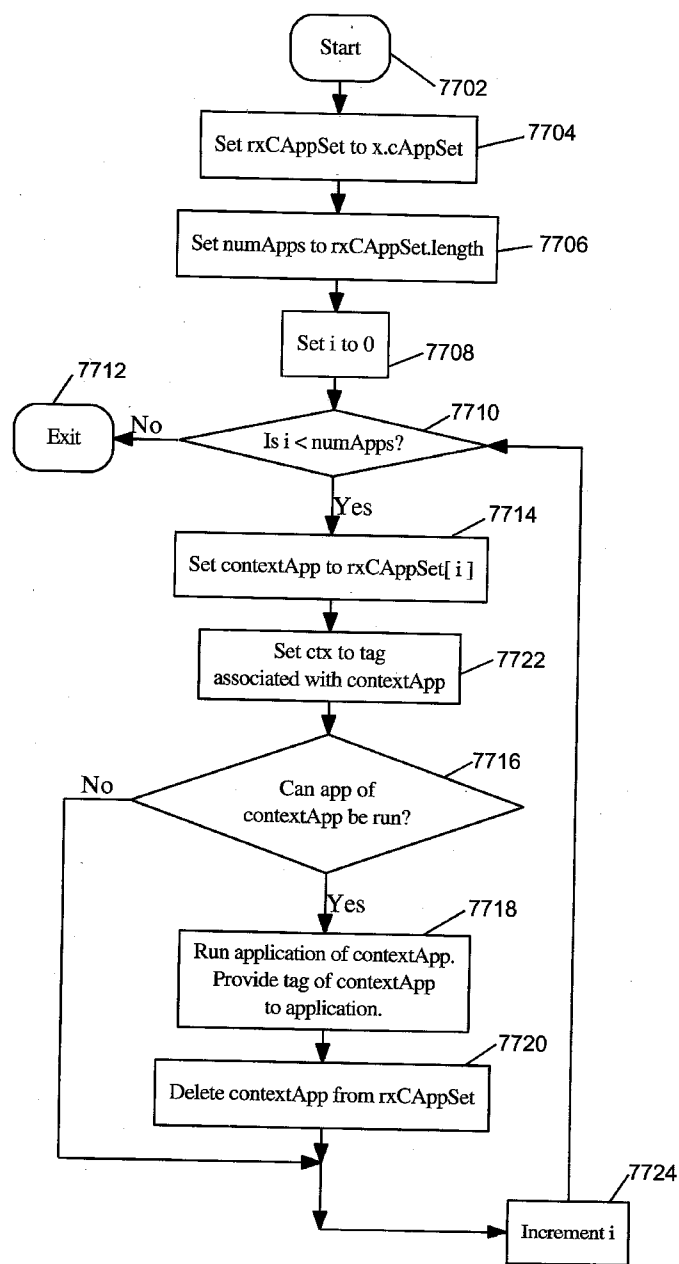 Start
7702
Set rxCAppSet to x.cAppSet
7704
Set numApps to rxCAppSet.length
7706
Set i to 0
7708
7712
Exit
No
Is i < numApps?
7710
Yes
7714
Set contextApp to rxCAppSet[ i ]
Set ctx to tag
associated with contextApp
7722
7716
No
Can app of
contextApp be run?
Yes
7718
Run application of contextApp.
Provide tag of contextApp
to application.
7720
Delete contextApp from rxCAppSet
7724
Increment i